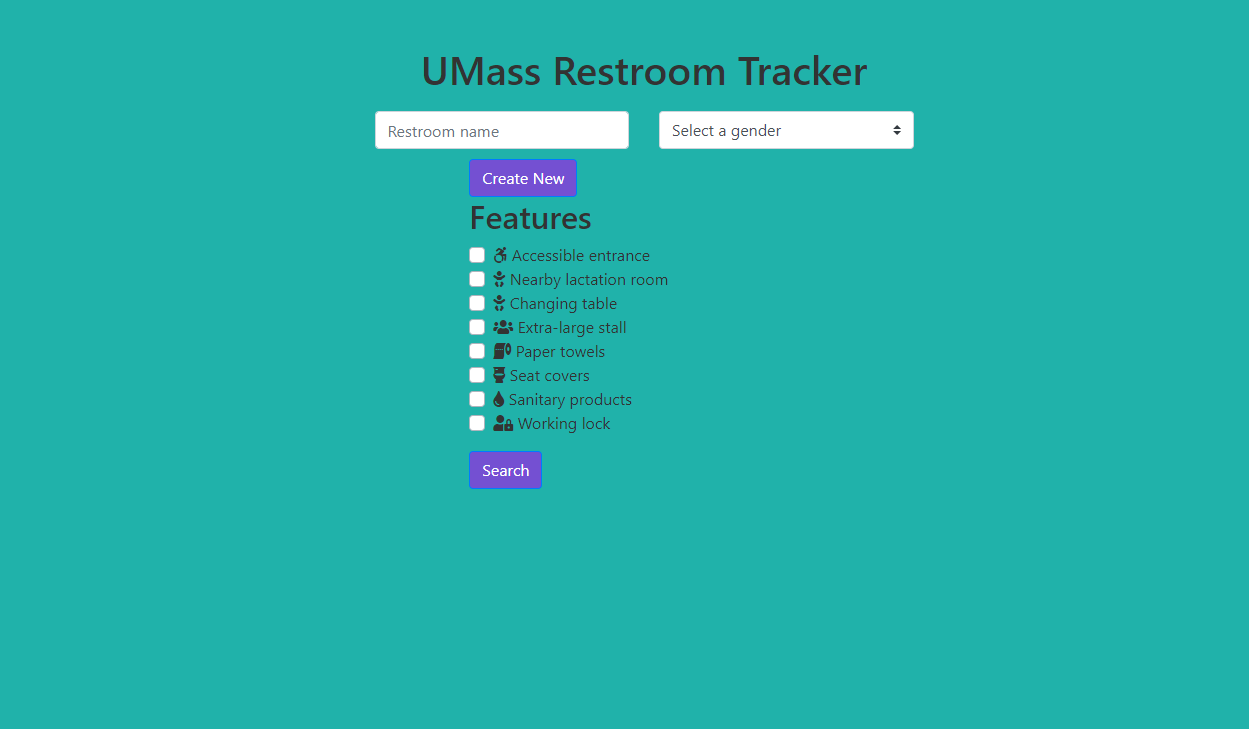 UMass Restroom Tracker
Restroom name
Select a gender
Create New
Features
Accessible entrance
Nearby lactation room
Changing table
Extra-large stall
Paper towels
Seat covers
Sanitary products
Working lock
Search